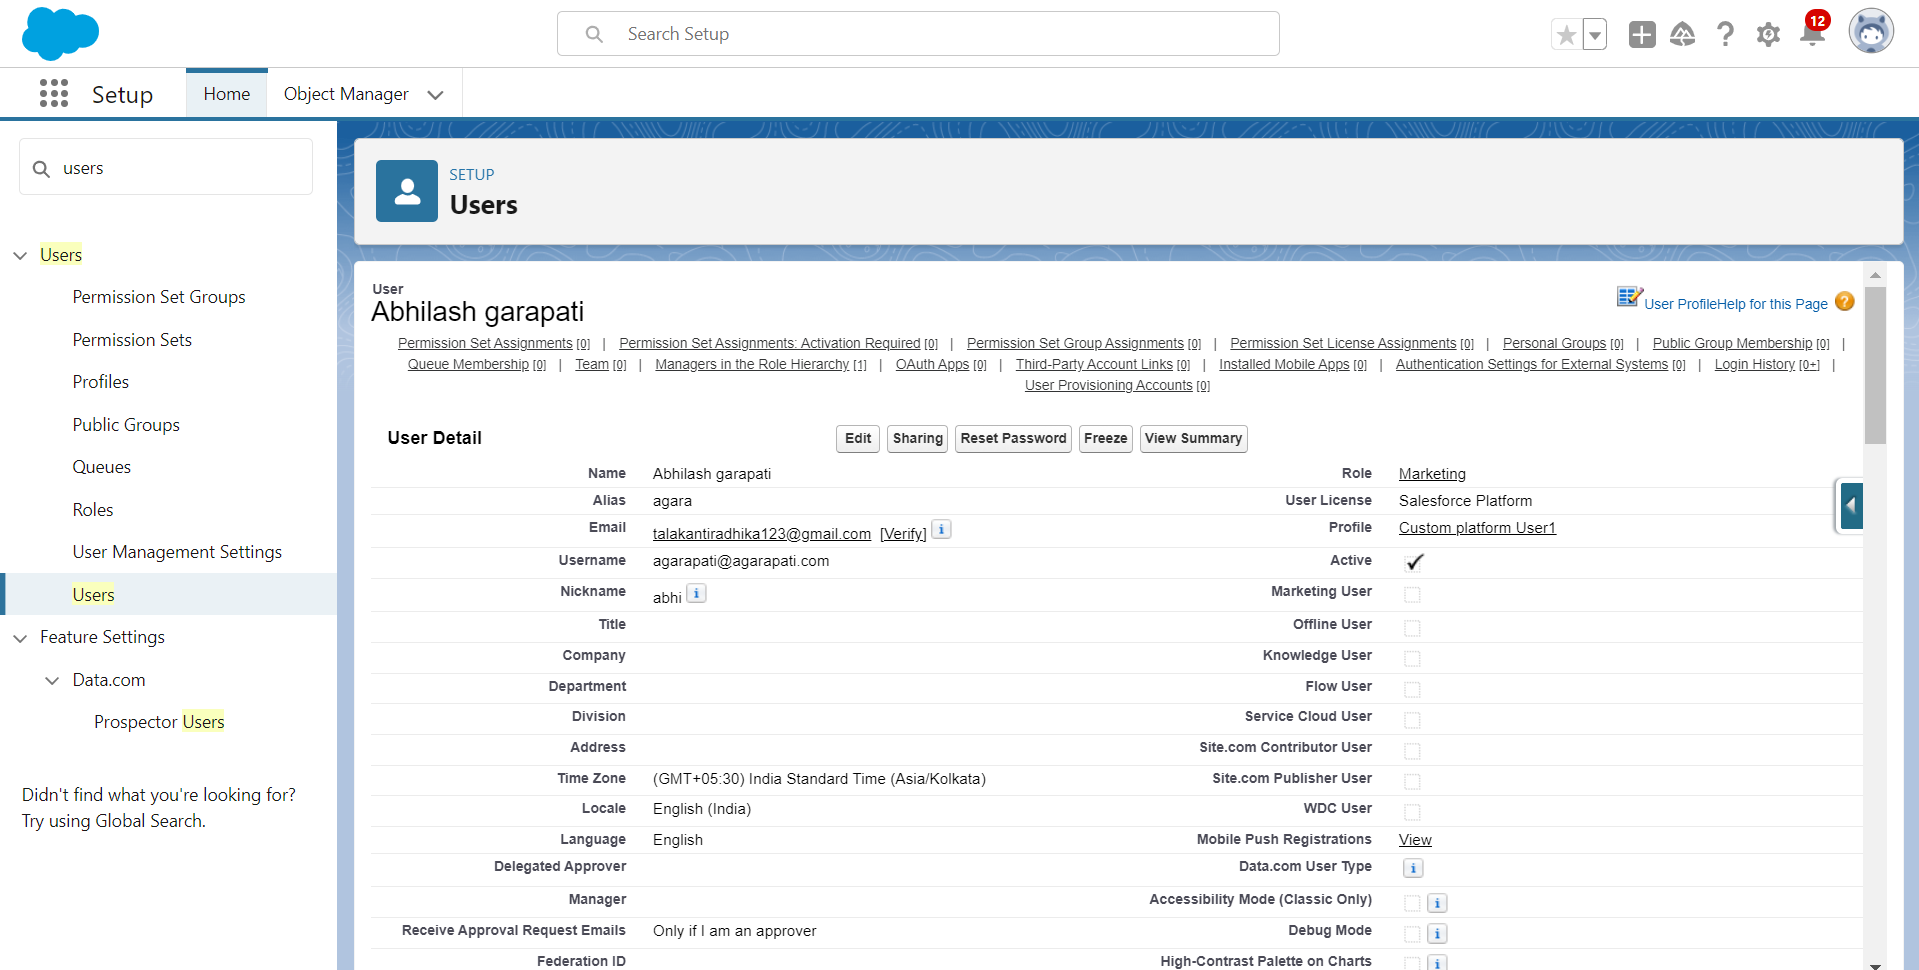 Search Setup
12
Setup
Home
Object Manager
users
Users
Permission Set Groups
Permission Sets
Profiles
Public Groups
Queues
Roles
User Management Settings
Users
Feature Settings
Data.com
Prospector Users
Didn't find what you're looking for?
Try using Global Search.
SETUP
Users
User
Abhilash garapati
User Profile Help for this Page ?
Permission Set Assignments [0] | Permission Set Assignments: Activation Required [0] | Permission Set Group Assignments [0] | Permission Set License Assignments [0] | Personal Groups [0] | Public Group Membership [0] |
Queue Membership [0] | Team [0] | Managers in the Role Hierarchy [1] | OAuth Apps [0] | Third-Party Account Links [0] | Installed Mobile Apps [0] | Authentication Settings for External Systems [0] | Login History [0+] |
User Provisioning Accounts [0]
User Detail
Edit Sharing Reset Password Freeze View Summary
Name Abhilash garapati Role Marketing
Alias agara User License Salesforce Platform
Email talakantiradhika123@gmail.com [Verify] i Profile Custom platform User1
Username agarapati@agarapati.com Active
Nickname abhi i Marketing User
Title Offline User
Company Knowledge User
Department Flow User
Division Service Cloud User
Address Site.com Contributor User
Time Zone (GMT+05:30) India Standard Time (Asia/Kolkata) Site.com Publisher User
Locale English (India) WDC User
Language English Mobile Push Registrations View
Delegated Approver Data.com User Type i
Manager Accessibility Mode (Classic Only) i
Receive Approval Request Emails Only if I am an approver Debug Mode i
Federation ID High-Contrast Palette on Charts i